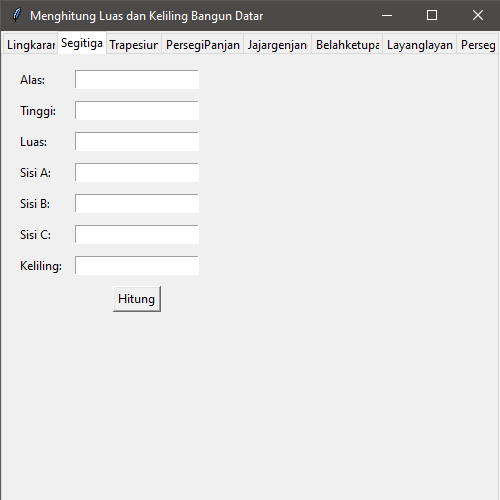 Menghitung Luas dan Keliling Bangun Datar
Lingkaran Segitiga Trapesiun PersegiPanjan Jajargenjan Belahketupa Layanglayan Perseg
Alas:
Tinggi:
Luas:
Sisi A:
Sisi B:
Sisi C:
Keliling:
Hitung